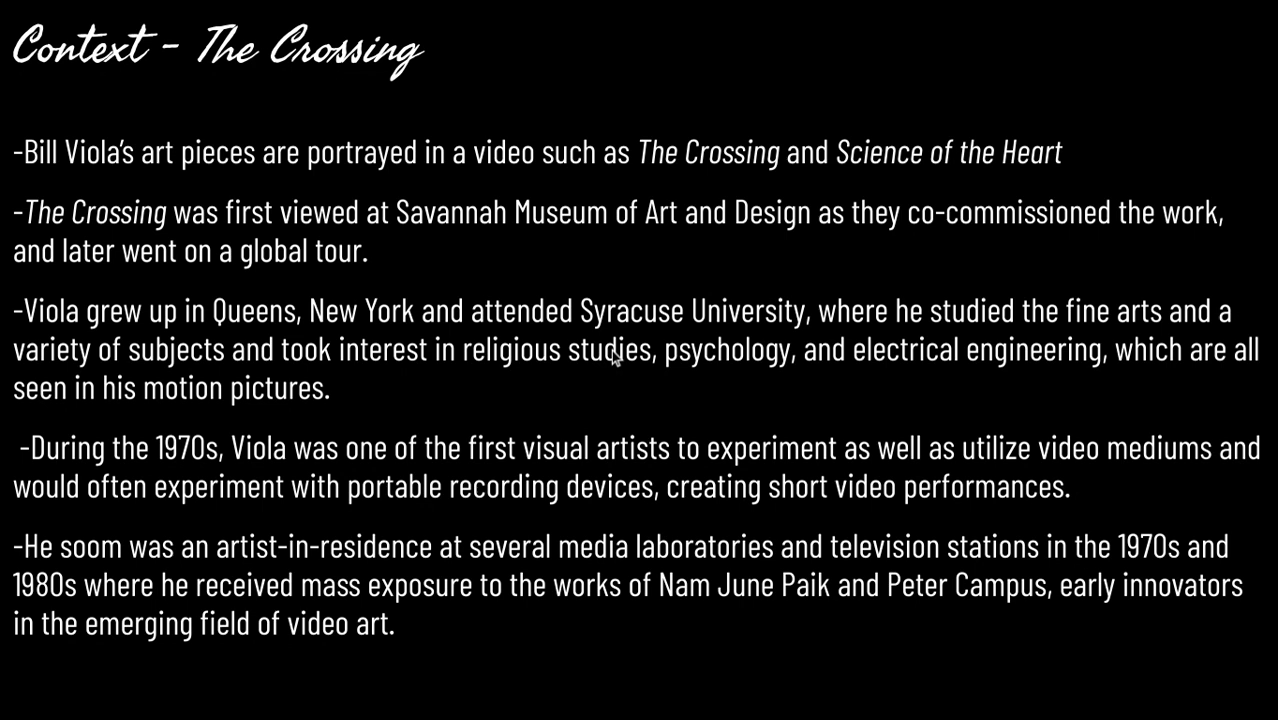 Context - The Crossing
-Bill Viola's art pieces are portrayed in a video such as The Crossing and Science of the Heart
-The Crossing was first viewed at Savannah Museum of Art and Design as they co-commissioned the work,
and later went on a global tour.
-Viola grew up in Queens, New York and attended Syracuse University, where he studied the fine arts and a
variety of subjects and took interest in religious studies, psychology, and electrical engineering, which are all
seen in his motion pictures.
-During the 1970s, Viola was one of the first visual artists to experiment as well as utilize video mediums and
would often experiment with portable recording devices, creating short video performances.
-He soom was an artist-in-residence at several media laboratories and television stations in the 1970s and
1980s where he received mass exposure to the works of Nam June Paik and Peter Campus, early innovators
in the emerging field of video art.